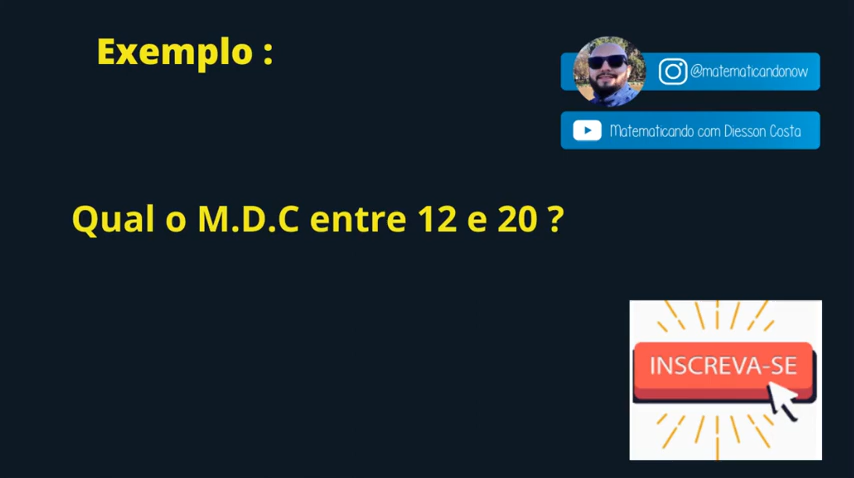 Exemplo :
@matematicandonow
Matematicando com Diesson Costa
Qual o M.D.C entre 12 e 20 ?
INSCREVA-SE